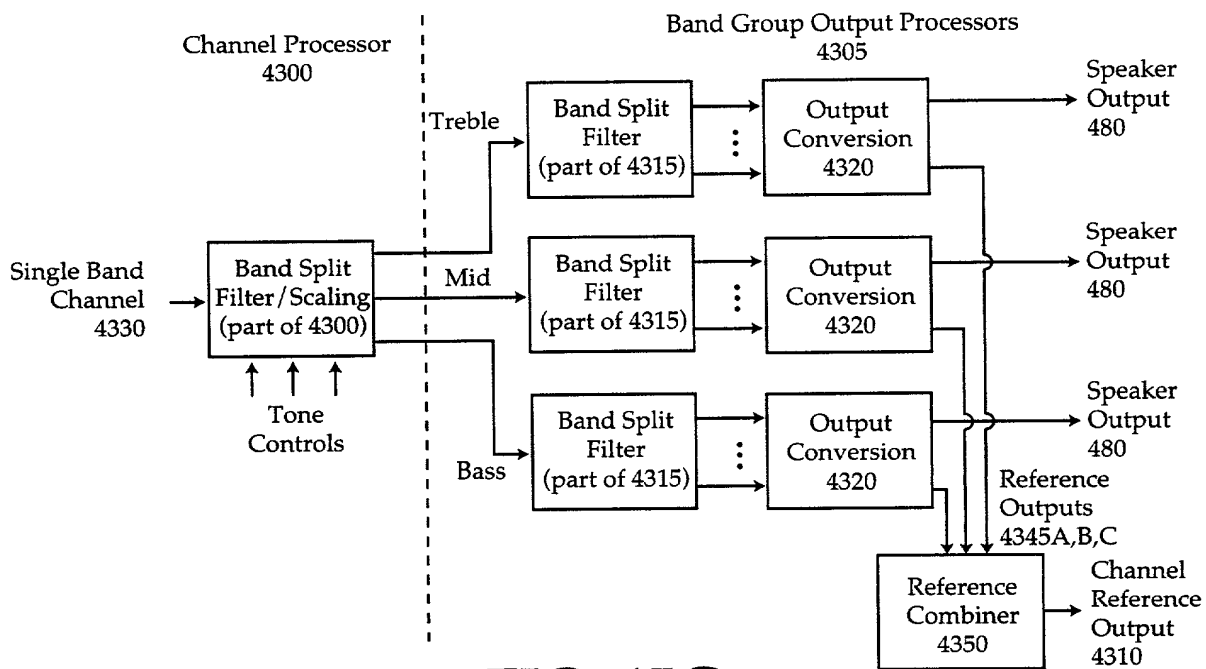 Channel Processor
4300
Band Group Output Processors
4305
Treble
Band Split
Filter
(part of 4315)
Output
Conversion
4320
Speaker
Output
480
Single Band
Channel
4330
Band Split
Filter/Scaling
(part of 4300)
Tone
Controls
Mid
Band Split
Filter
(part of 4315)
Output
Conversion
4320
Speaker
Output
480
Bass
Band Split
Filter
(part of 4315)
Output
Conversion
4320
Speaker
Output
480
Reference
Outputs
4345A,B,C
Reference
Combiner
4350
Channel
Reference
Output
4310